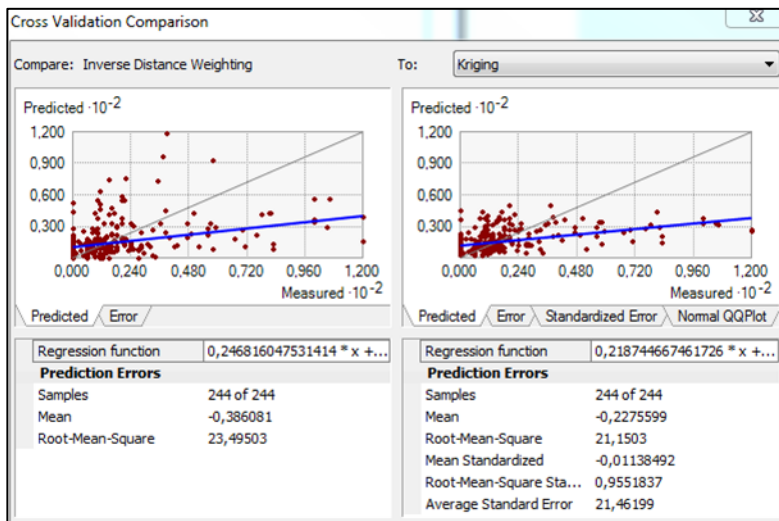 Cross Validation Comparison
Compare: Inverse Distance Weighting To: Kriging
Predicted ·10-2
1,200
0,900
0,600
0,300
0,000 0,240 0,480 0,720 0,960 1,200
Measured ·10-2
Predicted Error
Regression function 0,246816047531414 * x +...
Prediction Errors
Samples 244 of 244
Mean -0,386081
Root-Mean-Square 23,49503
Predicted ·10-2
1,200
0,900
0,600
0,300
0,000 0,240 0,480 0,720 0,960 1,200
Measured ·10-2
Predicted Error Standardized Error Normal QQPlot
Regression function 0,218744667461726 * x +...
Prediction Errors
Samples 244 of 244
Mean -0,2275599
Root-Mean-Square 21,1503
Mean Standardized -0,01138492
Root-Mean-Square Sta... 0,9551837
Average Standard Error 21,46199